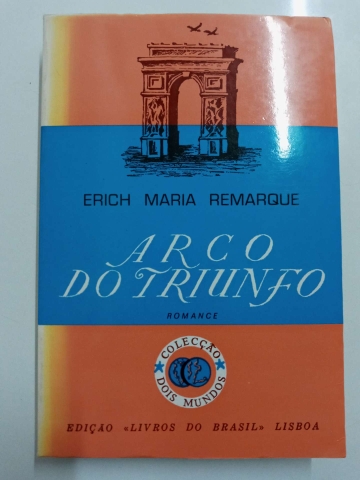 ERICH MARIA REMARQUE
ARCO
DO TRIUNFO
ROMANCE
COLECÇÃO
DOIS MUNDOS
EDIÇÃO «LIVROS DO BRASIL» LISBOA